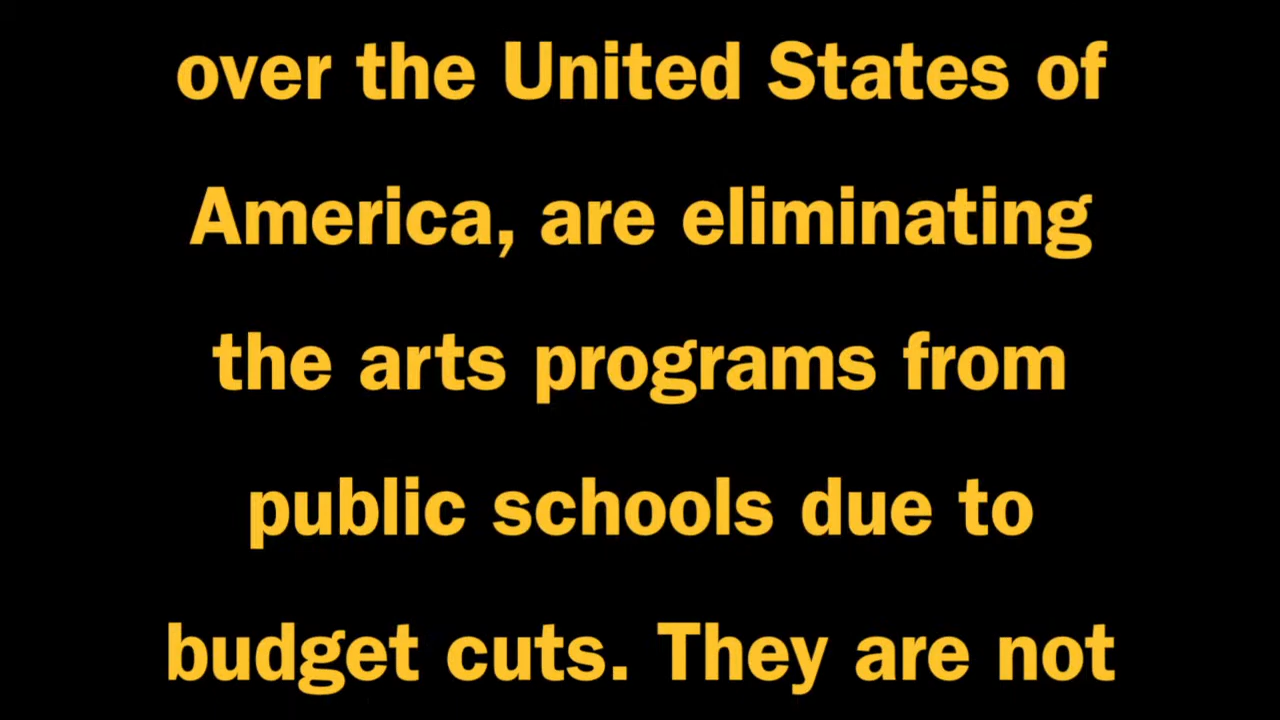 over the United States of
America, are eliminating
the arts programs from
public schools due to
budget cuts. They are not